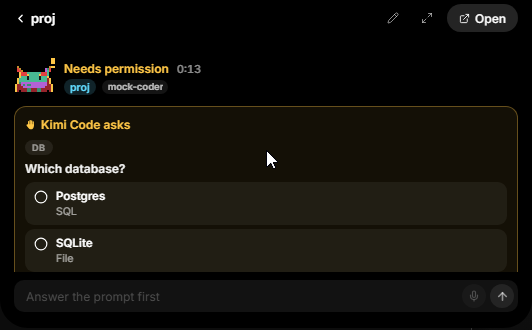 proj
Open
Needs permission 0:13
proj mock-coder
Kimi Code asks
DB
Which database?
Postgres
SQL
SQLite
File
Answer the prompt first